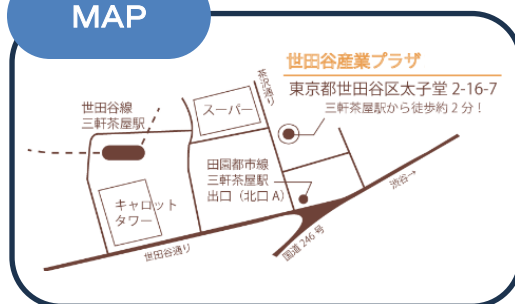 MAP
世田谷産業プラザ
東京都世田谷区太子堂 2-16-7
三軒茶屋駅から徒歩約 2 分！
茶沢通り
スーパー
世田谷線
三軒茶屋駅
田園都市線
三軒茶屋駅
出口（北口 A）
キャロット
タワー
渋谷→
世田谷通り
国道 246 号